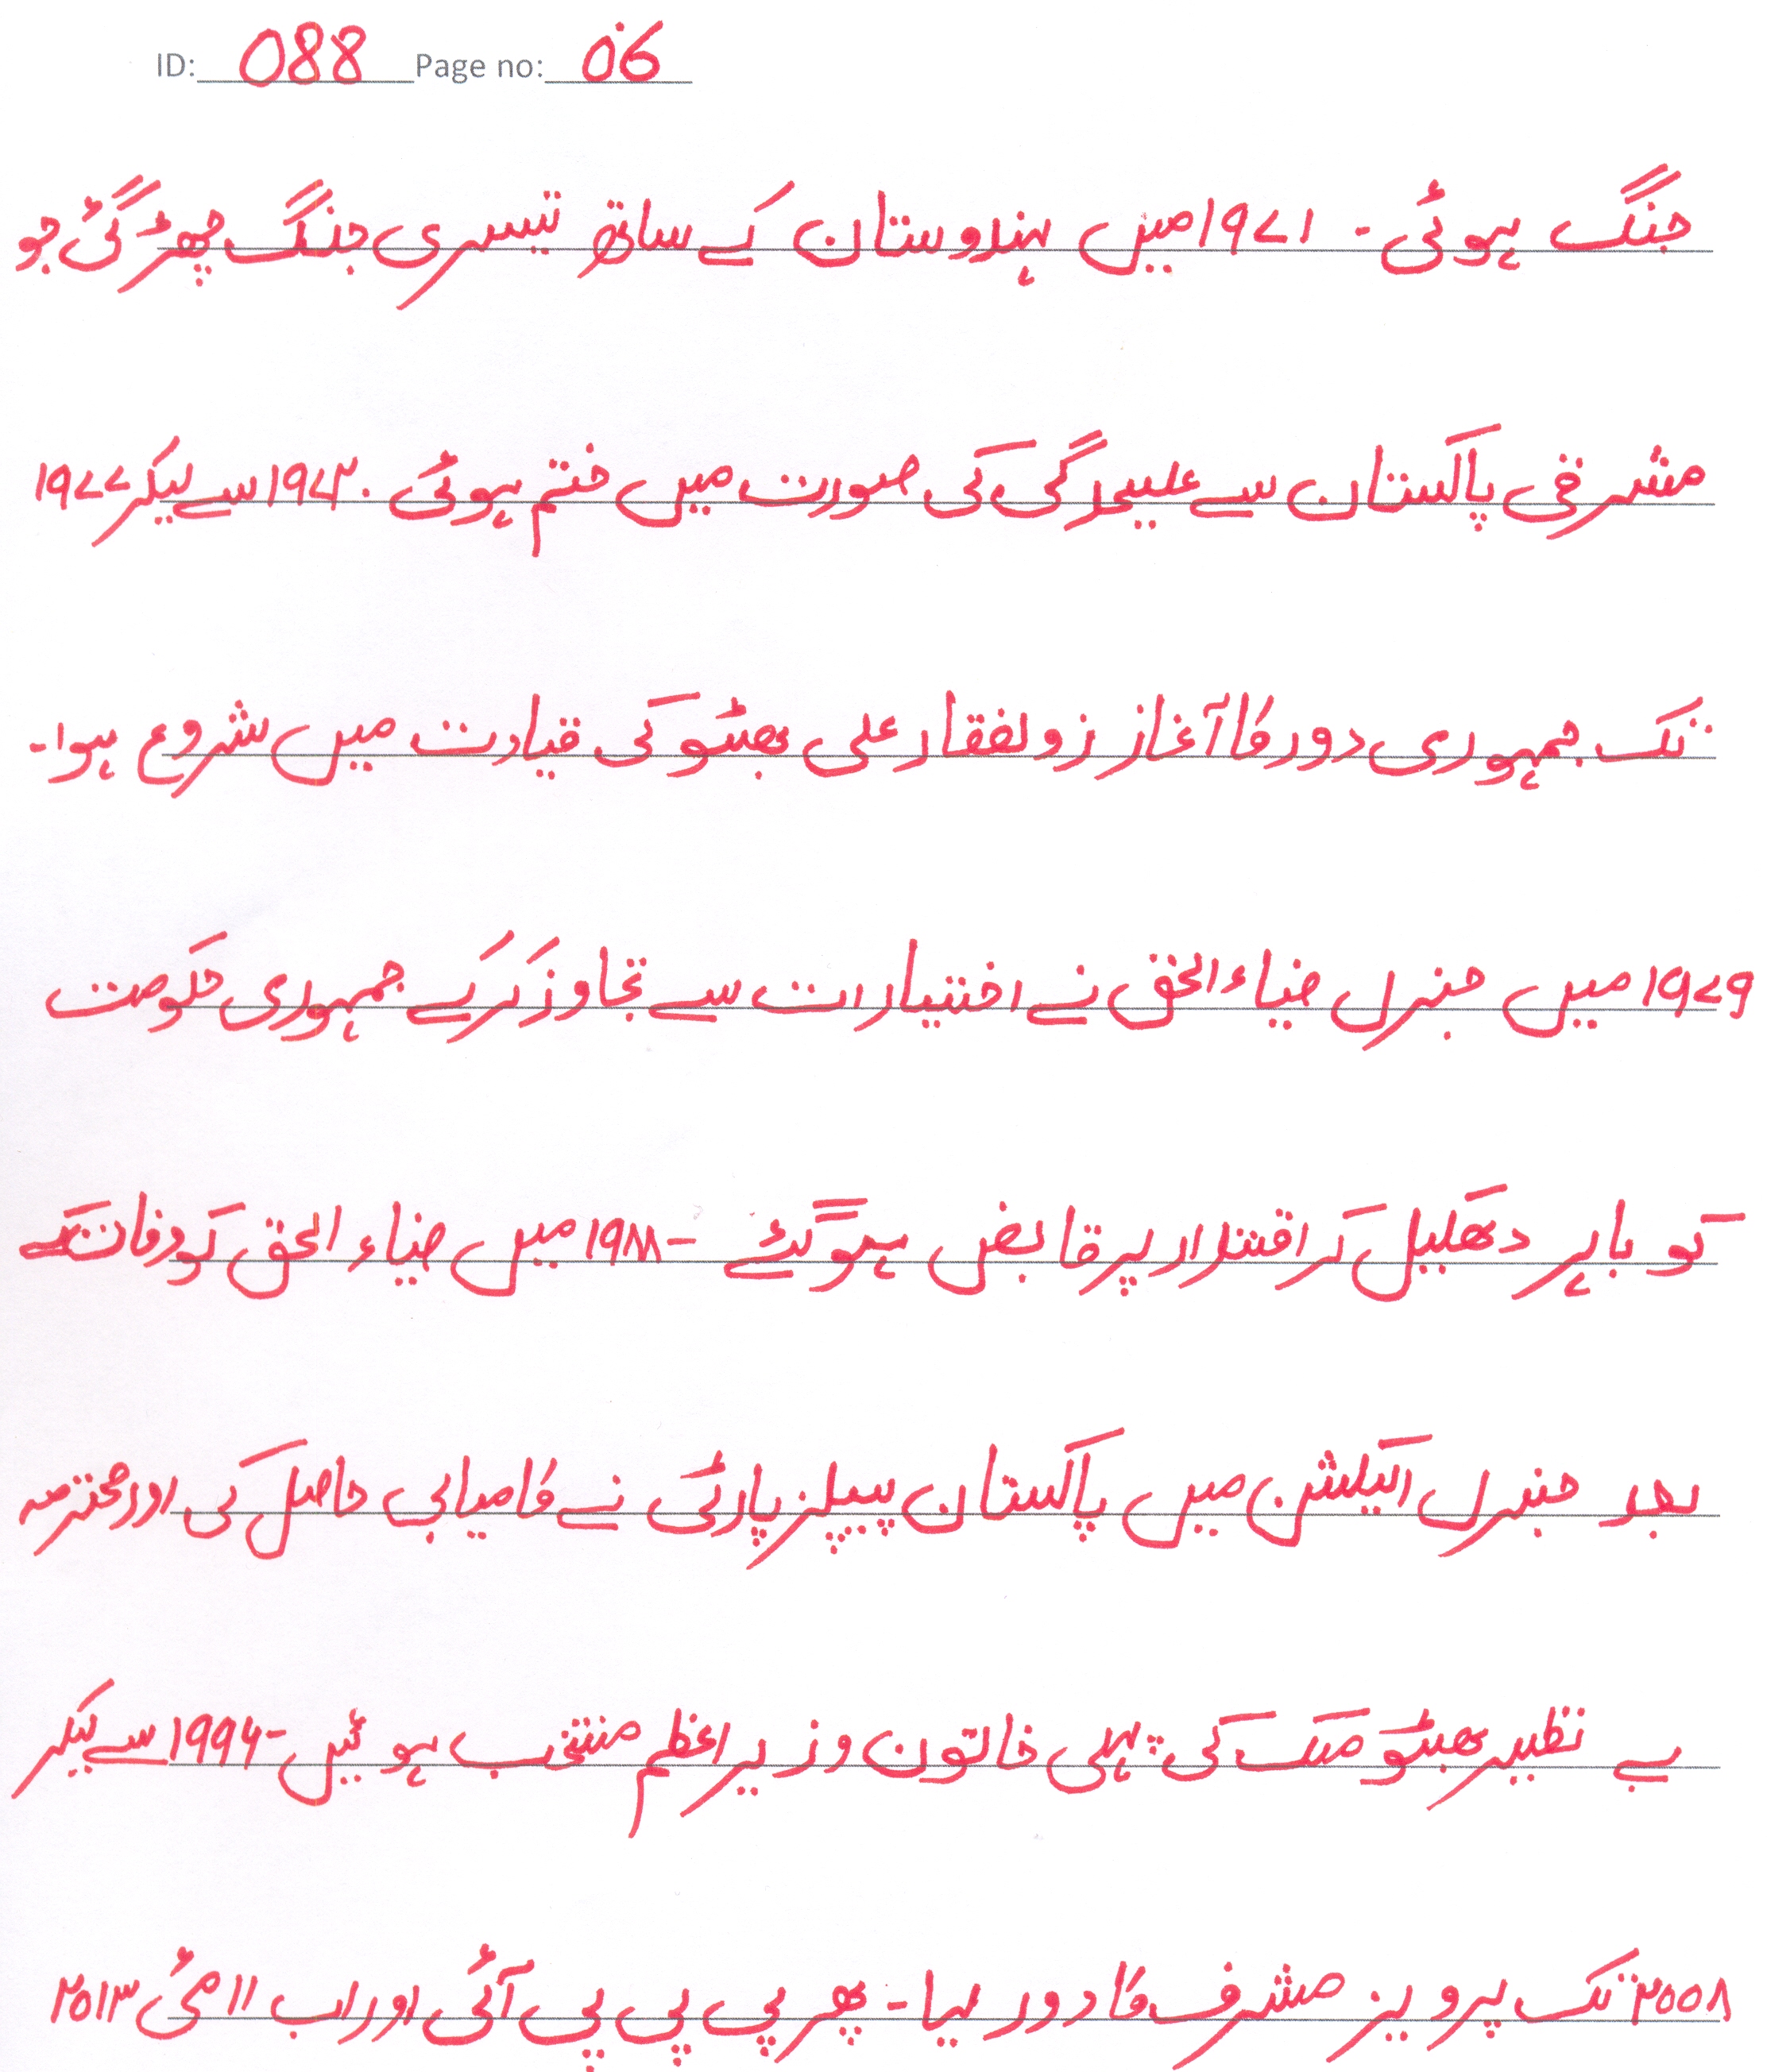 ID: 088 Page no: 06
جنگ ہوئی۔ ۱۹۷۱ میں ہندوستان کے ساتھ تیسری جنگ چھڑ گئی جو
مشرقی پاکستان سے علیحدگی کی صورت میں ختم ہوئی۔ ۱۹۷۲ سے لیکر ۱۹۷۷
تک جمہوری دور کا آغاز زولفقار علی بھٹو کی قیادت میں شروع ہوا۔
۱۹۷۹ میں جنرل ضیاء الحق نے اختیارات سے تجاوز کر کے جمہوری حکومت
کو باہر دھکیل کر اقتدار پر قابض ہوگئے ۔ ۱۹۸۸ میں ضیاء الحق کو وفات کے
بعد جنرل الیکشن میں پاکستان پیپلز پارٹی نے کامیابی حاصل کی اور محترمہ
بے نظیر بھٹو ملک کی پہلی خاتون وزیر اعظم منتخب ہوئیں ۔ ۱۹۹۶ سے لیکر
۲۰۰۸ تک پرویز مشرف کا دور رہا ۔ پھر پی پی پی آئی اور اب ۱۱ مئی ۲۰۱۳